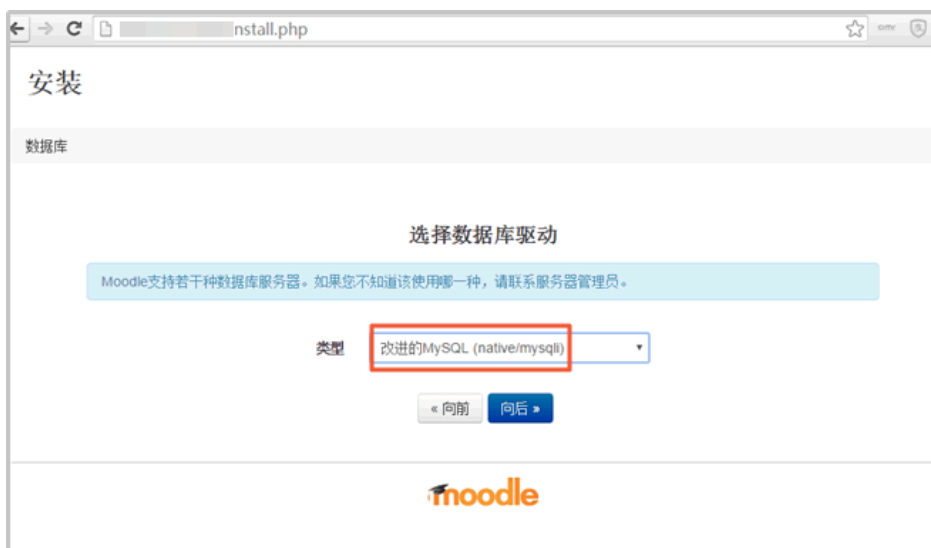 nstall.php
安装
数据库
选择数据库驱动
Moodle支持若干种数据库服务器。如果您不知道该使用哪一种，请联系服务器管理员。
类型 改进的MySQL (native/mysqli)
« 向前 向后 »
moodle